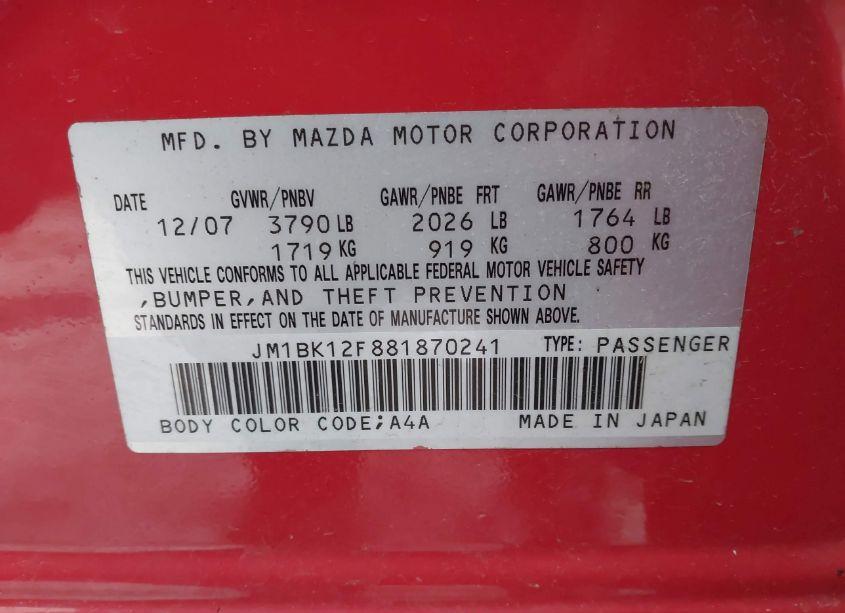 MFD. BY MAZDA MOTOR CORPORATION
DATE GVWR/PNBV GAWR/PNBE FRT GAWR/PNBE RR
12/07 3790 LB 2026 LB 1764 LB
1719 KG 919 KG 800 KG
THIS VEHICLE CONFORMS TO ALL APPLICABLE FEDERAL MOTOR VEHICLE SAFETY
,BUMPER,AND THEFT PREVENTION
STANDARDS IN EFFECT ON THE DATE OF MANUFACTURE SHOWN ABOVE.
JM1BK12F881870241 TYPE: PASSENGER
BODY COLOR CODE;A4A MADE IN JAPAN